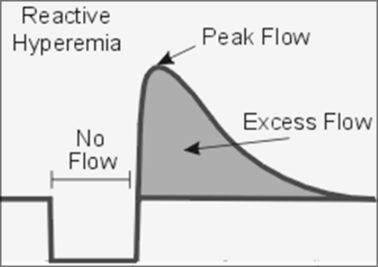 Reactive
Hyperemia
Peak Flow
No
Flow
Excess Flow